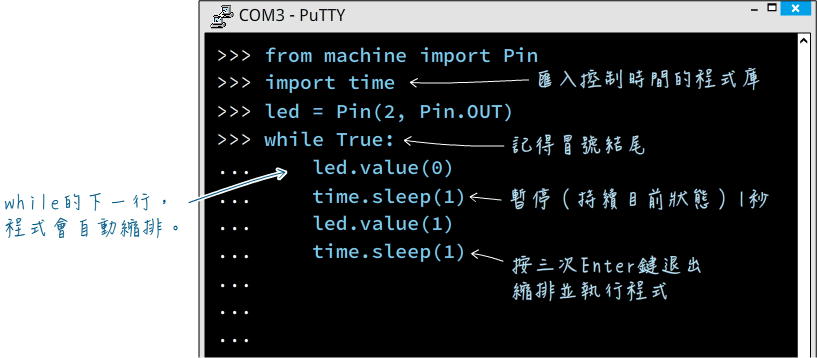 COM3 - PuTTY
>>> from machine import Pin
>>> import time
匯入控制時間的程式庫
>>> led = Pin(2, Pin.OUT)
>>> while True:
記得冒號結尾
... led.value(0)
while的下一行，
程式會自動縮排。
... time.sleep(1)
暫停（持續目前狀態）1秒
... led.value(1)
... time.sleep(1)
按三次Enter鍵退出
縮排並執行程式
...
...
...